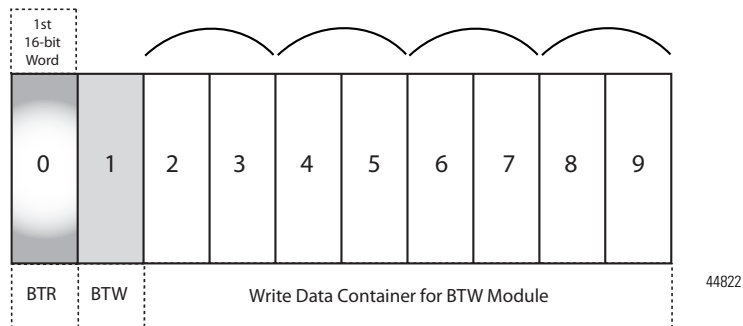 1st
16-bit
Word
0 1 2 3 4 5 6 7 8 9
BTR BTW Write Data Container for BTW Module
44822